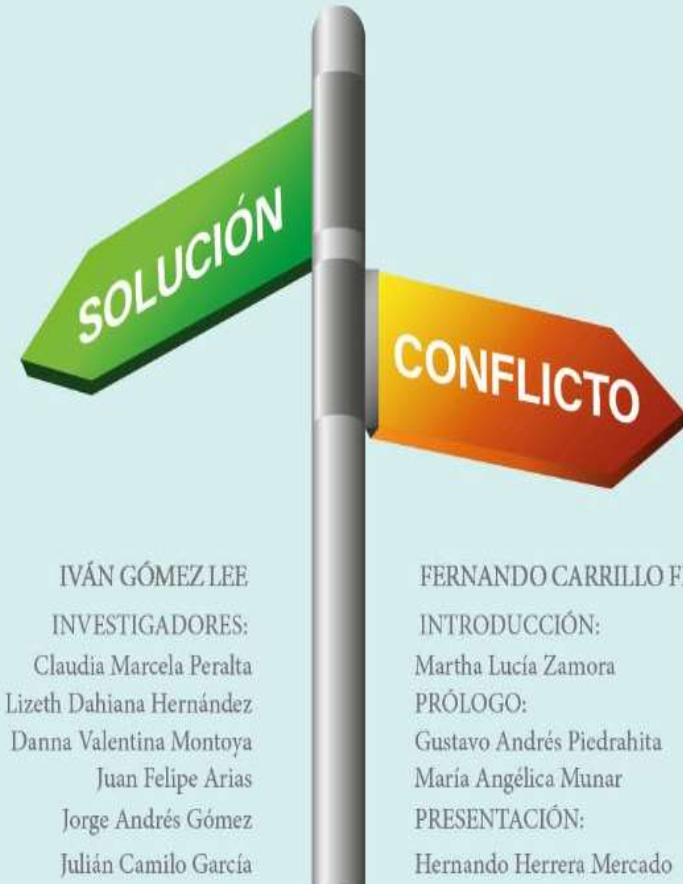 SOLUCIÓN
CONFLICTO
IVÁN GÓMEZ LEE
INVESTIGADORES:
Claudia Marcela Peralta
Lizeth Dahiana Hernández
Danna Valentina Montoya
Juan Felipe Arias
Jorge Andrés Gómez
Julián Camilo García
FERNANDO CARRILLO
INTRODUCCIÓN:
Martha Lucía Zamora
PRÓLOGO:
Gustavo Andrés Piedrahita
María Angélica Munar
PRESENTACIÓN:
Hernando Herrera Mercado